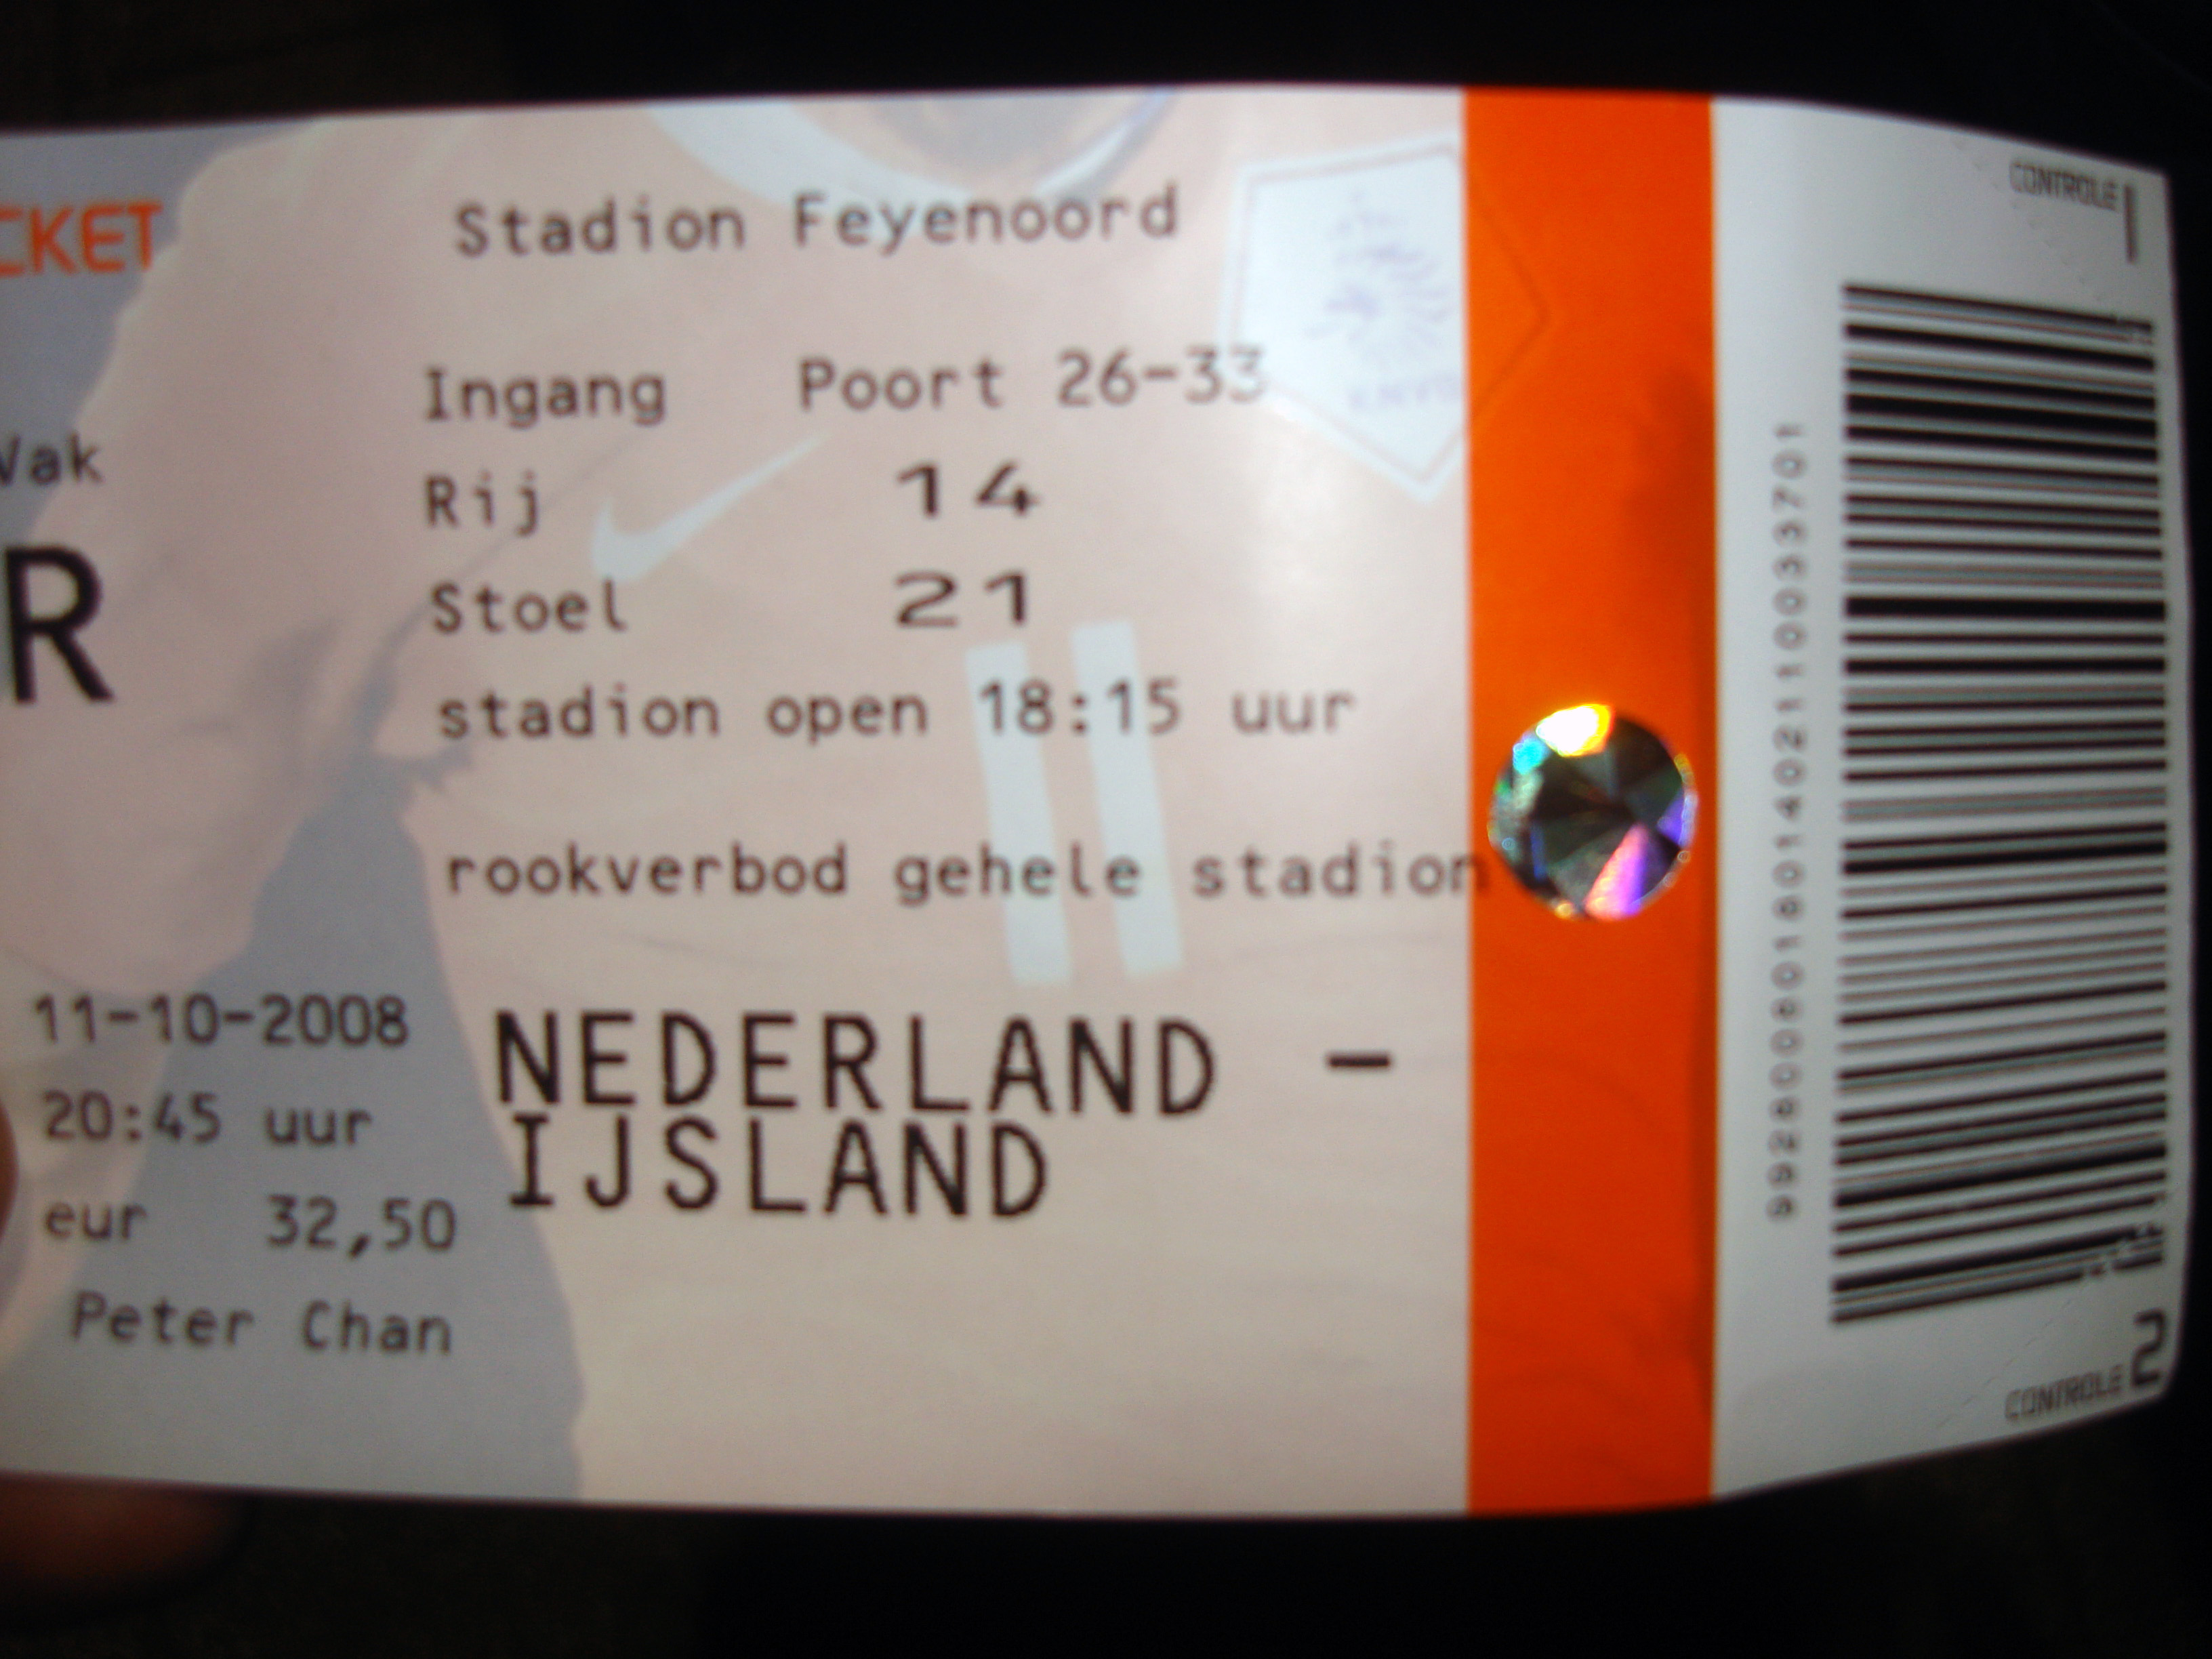 CKET
Stadion Feyenoord
Ingang Poort 26-33
Vak
Rij 14
R
Stoel 21
stadion open 18:15 uur
rookverbod gehele stadion
11-10-2008
20:45 uur
eur 32,50
Peter Chan
NEDERLAND -
IJSLAND
CONTROLE 1
CONTROLE 2